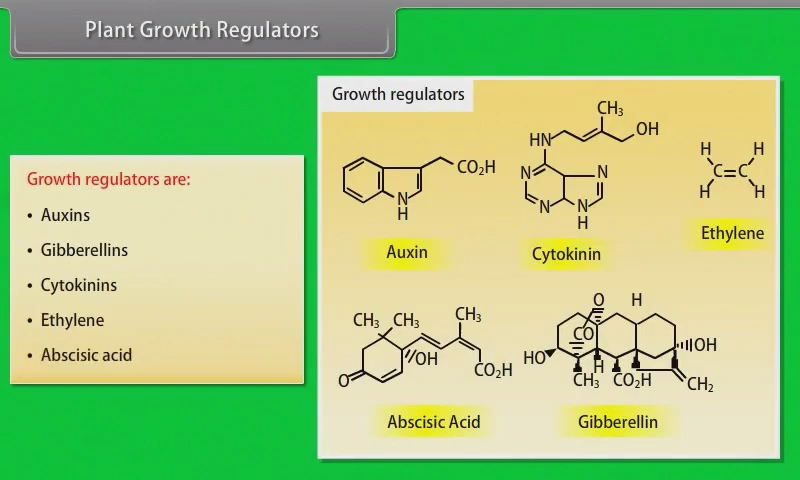 Plant Growth Regulators
Growth regulators are:
• Auxins
• Gibberellins
• Cytokinins
• Ethylene
• Abscisic acid
Growth regulators
CO₂H
N
H
Auxin
CH₃
HN
OH
N
N
N
N
H
Cytokinin
H H
C=C
H H
Ethylene
CH₃ CH₃ CH₃
OH
O
CO₂H
Abscisic Acid
O H
CO
HO
OH
H
CH₃ CO₂H CH₂
Gibberellin